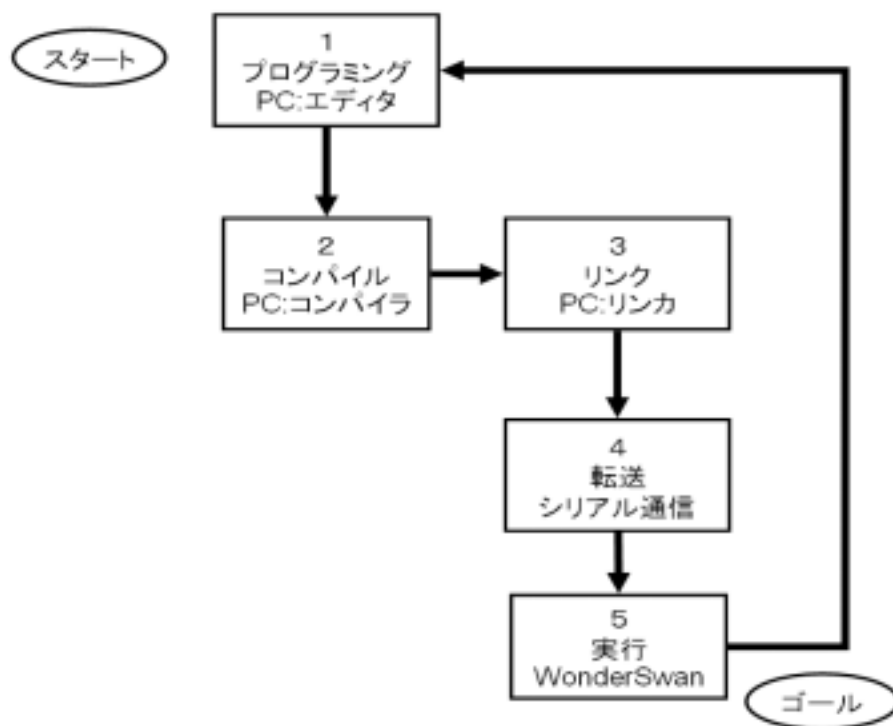 スタート
1
プログラミング
PC:エディタ
2
コンパイル
PC:コンパイラ
3
リンク
PC:リンカ
4
転送
シリアル通信
5
実行
WonderSwan
ゴール